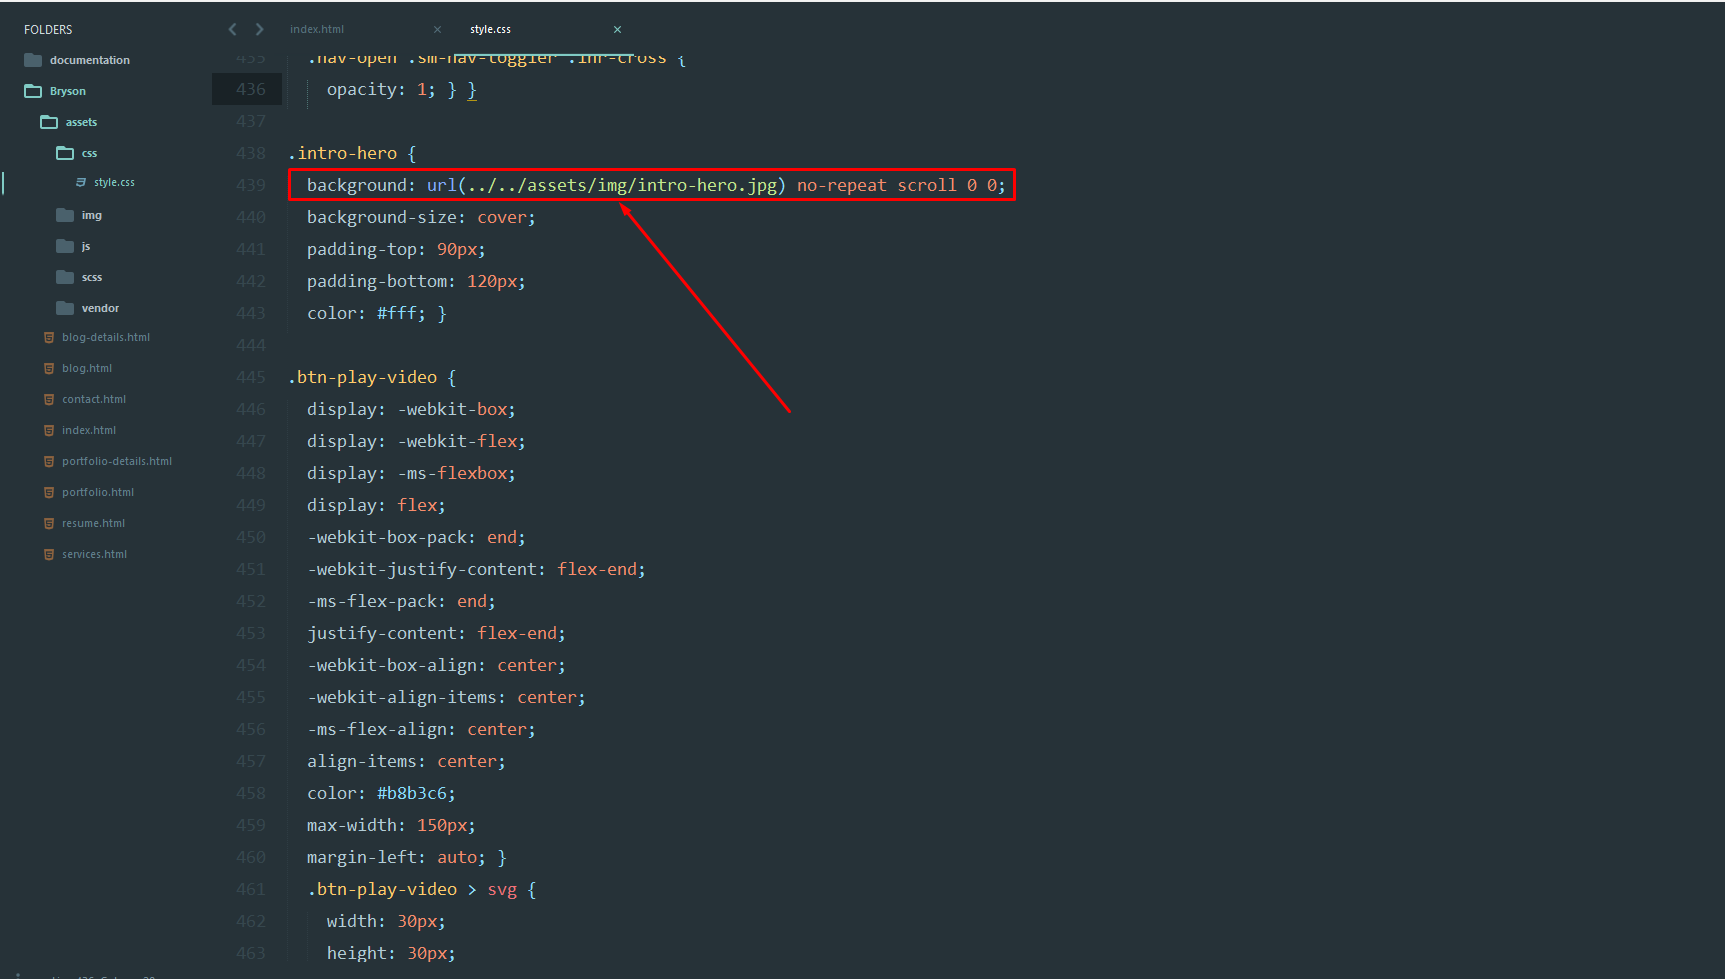 FOLDERS
documentation
Bryson
assets
css
style.css
img
js
scss
vendor
blog-details.html
blog.html
contact.html
index.html
portfolio-details.html
portfolio.html
resume.html
services.html
index.html × style.css ×
435 .nav-open .sm-nav-toggler .inr-cross {
436 opacity: 1; } }
437
438 .intro-hero {
439 background: url(../../assets/img/intro-hero.jpg) no-repeat scroll 0 0;
440 background-size: cover;
441 padding-top: 90px;
442 padding-bottom: 120px;
443 color: #fff; }
444
445 .btn-play-video {
446 display: -webkit-box;
447 display: -webkit-flex;
448 display: -ms-flexbox;
449 display: flex;
450 -webkit-box-pack: end;
451 -webkit-justify-content: flex-end;
452 -ms-flex-pack: end;
453 justify-content: flex-end;
454 -webkit-box-align: center;
455 -webkit-align-items: center;
456 -ms-flex-align: center;
457 align-items: center;
458 color: #b8b3c6;
459 max-width: 150px;
460 margin-left: auto; }
461 .btn-play-video > svg {
462 width: 30px;
463 height: 30px;